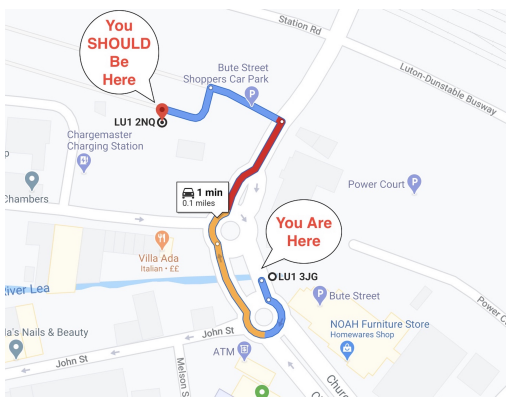 You
SHOULD
Be
Here
Station Rd
Luton-Dunstable Busway
Bute Street
Shoppers Car Park
P
LU1 2NQ
Chargemaster
Charging Station
Chambers
1 min
0.1 miles
Power Court P
You Are
Here
Villa Ada
Italian • ££
LU1 3JG
River Lea
P Bute Street
Power C
la's Nails & Beauty
John St
NOAH Furniture Store
Homewares Shop
ATM
John St
Melson S
Churc